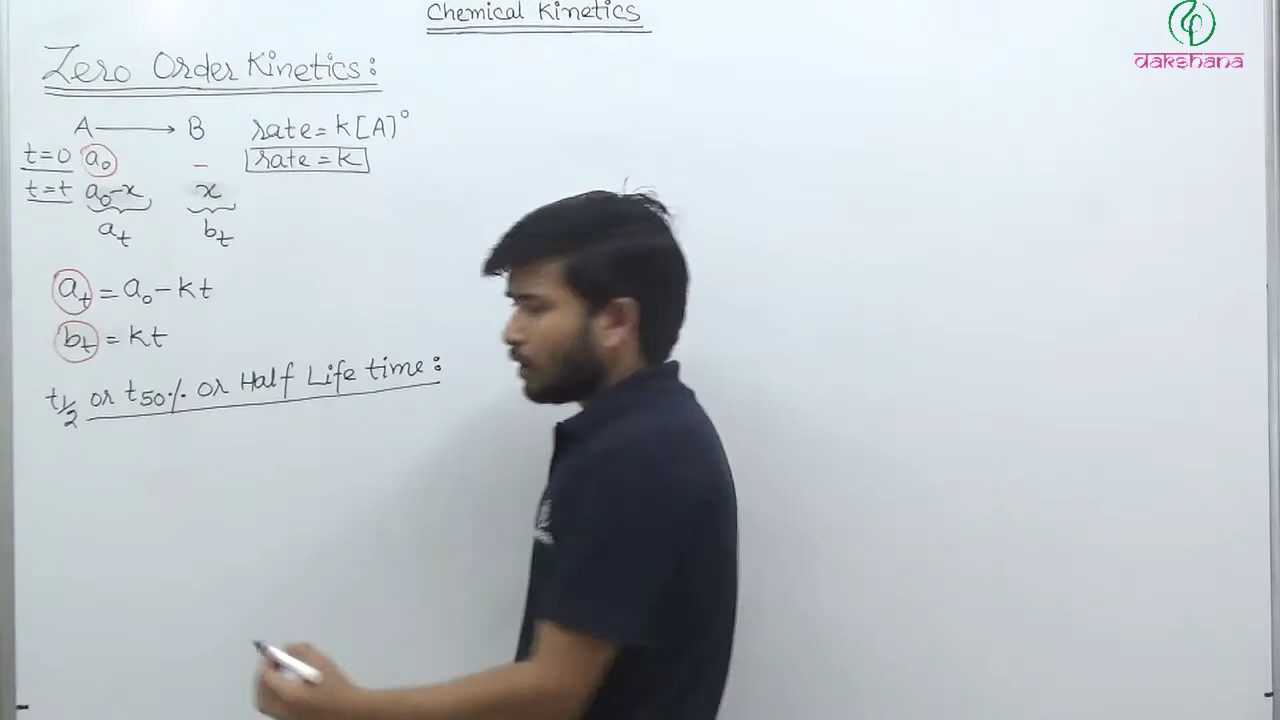 Chemical Kinetics
dakshana
Zero Order Kinetics:
A ⟶ B rate = k[A]⁰
t=0 a₀ – rate = k
t=t a₀-x x
aₜ bₜ
aₜ = a₀ - kt
bₜ = kt
t½ or t50% or Half Life time: